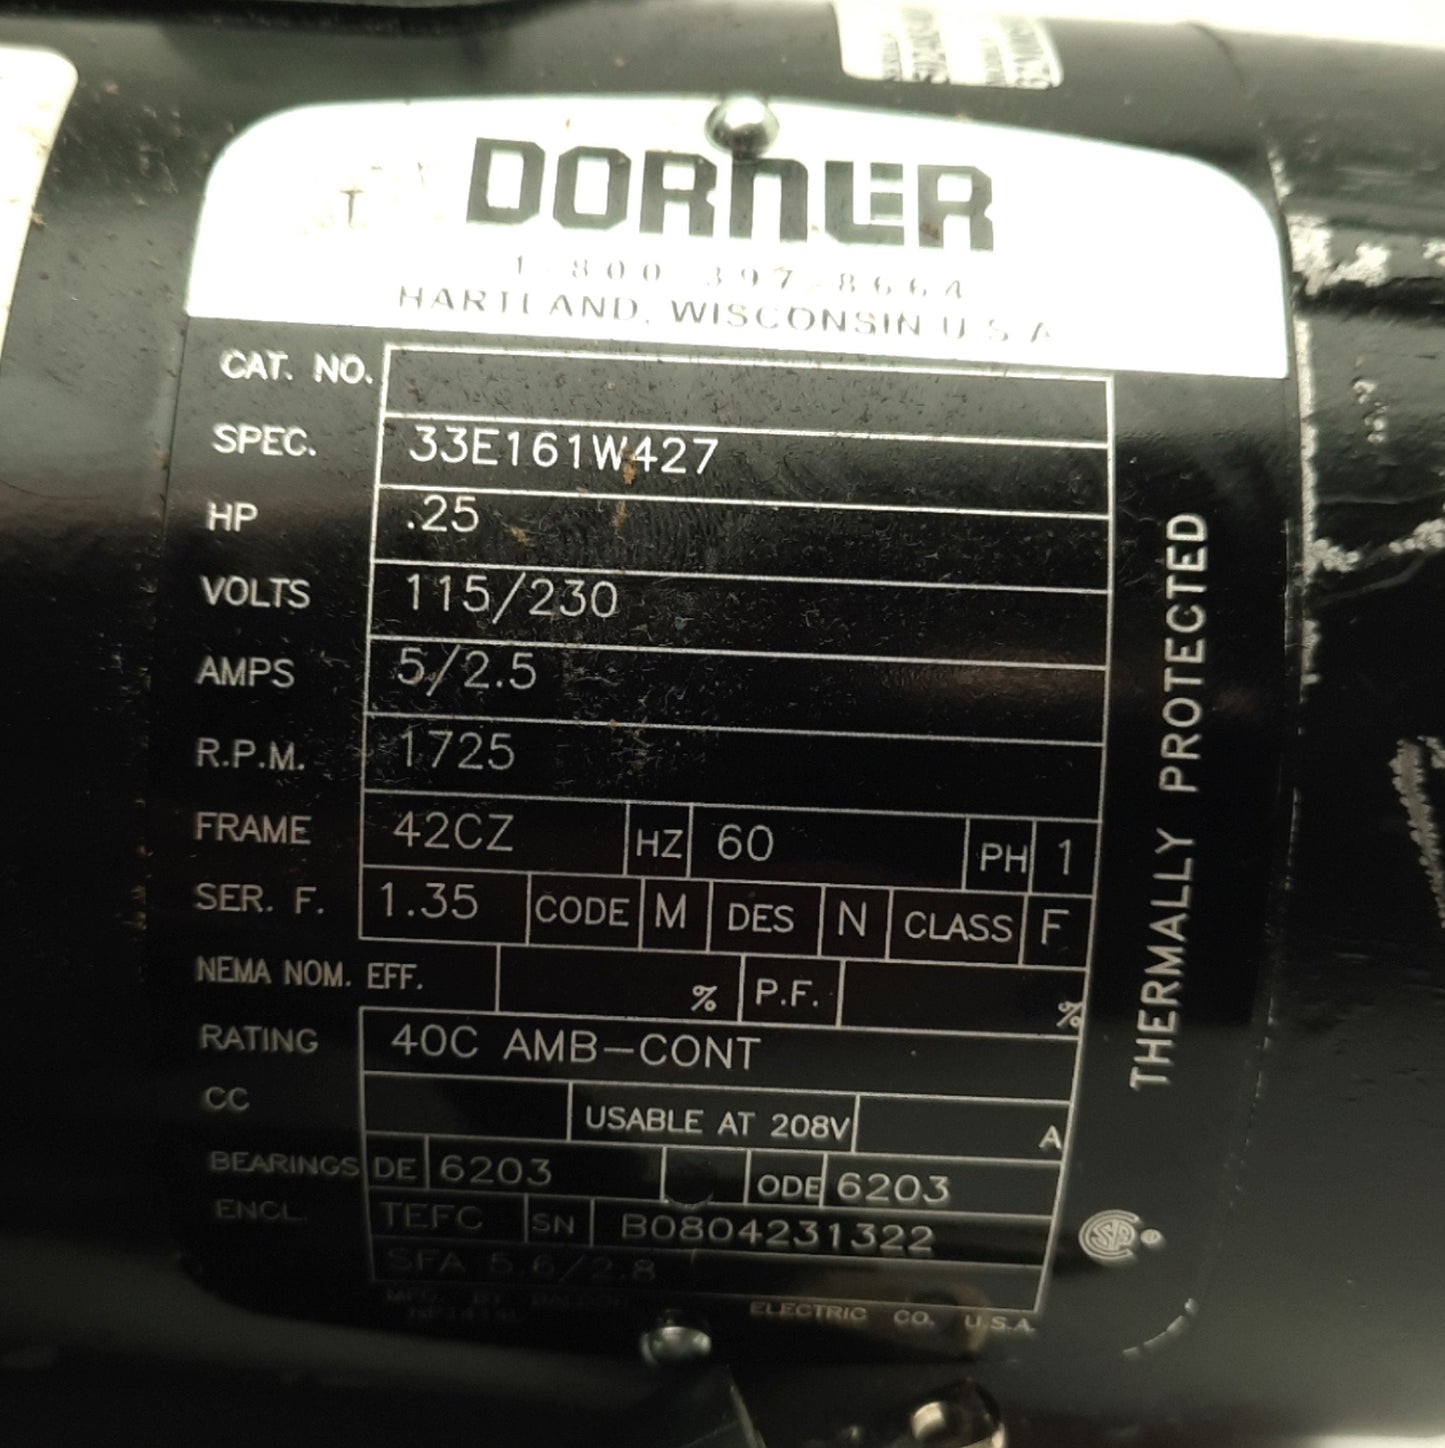 DORNER
1-800-397-8664
HARTLAND, WISCONSIN U.S.A
CAT. NO.
SPEC. 33E161W427
HP .25
VOLTS 115/230
AMPS 5/2.5
R.P.M. 1725
FRAME 42CZ HZ 60 PH 1
SER. F. 1.35 CODE M DES N CLASS F
NEMA NOM. EFF. % P.F. %
RATING 40C AMB-CONT
CC USABLE AT 208V A
BEARINGS DE 6203 ODE 6203
ENCL. TEFC SN B0804231322
SFA 5.6/2.8
MFG. BY BALDOR ELECTRIC CO. U.S.A.
THERMALLY PROTECTED